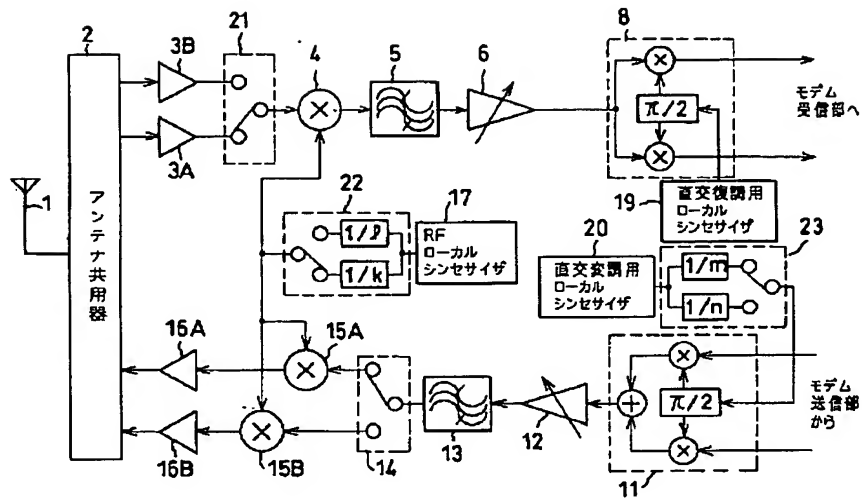 2
3B
21
4
5
6
8
π/2
モデム
受信部へ
3A
1
アンテナ共用器
22
1/ℓ
1/k
17
RF
ローカル
シンセサイザ
19
直交復調用
ローカル
シンセサイザ
20
直交変調用
ローカル
シンセサイザ
23
1/m
1/n
16A
15A
16B
15B
14
13
12
π/2
11
モデム
送信部
から